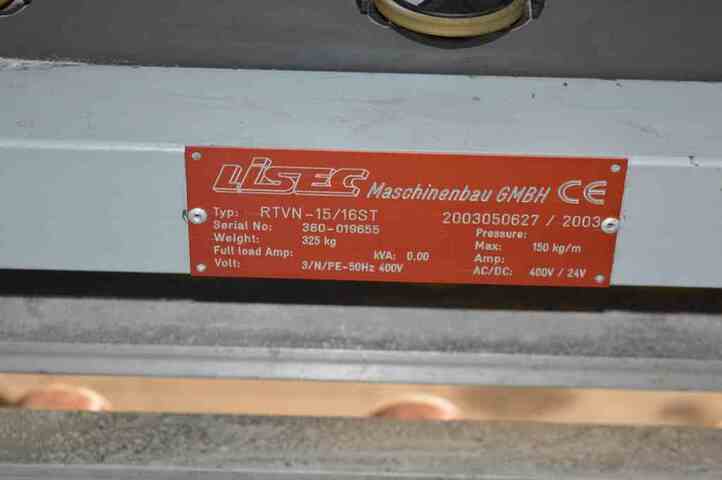 LiSEC Maschinenbau GMBH CE
Typ: RTVN-15/16ST 2003050627 / 2003
Serial No: 360-019655 Pressure:
Weight: 325 kg Max: 150 kg/m
Full load Amp: kVA: 0.00 Amp:
Volt: 3/N/PE-50Hz 400V AC/DC: 400V / 24V